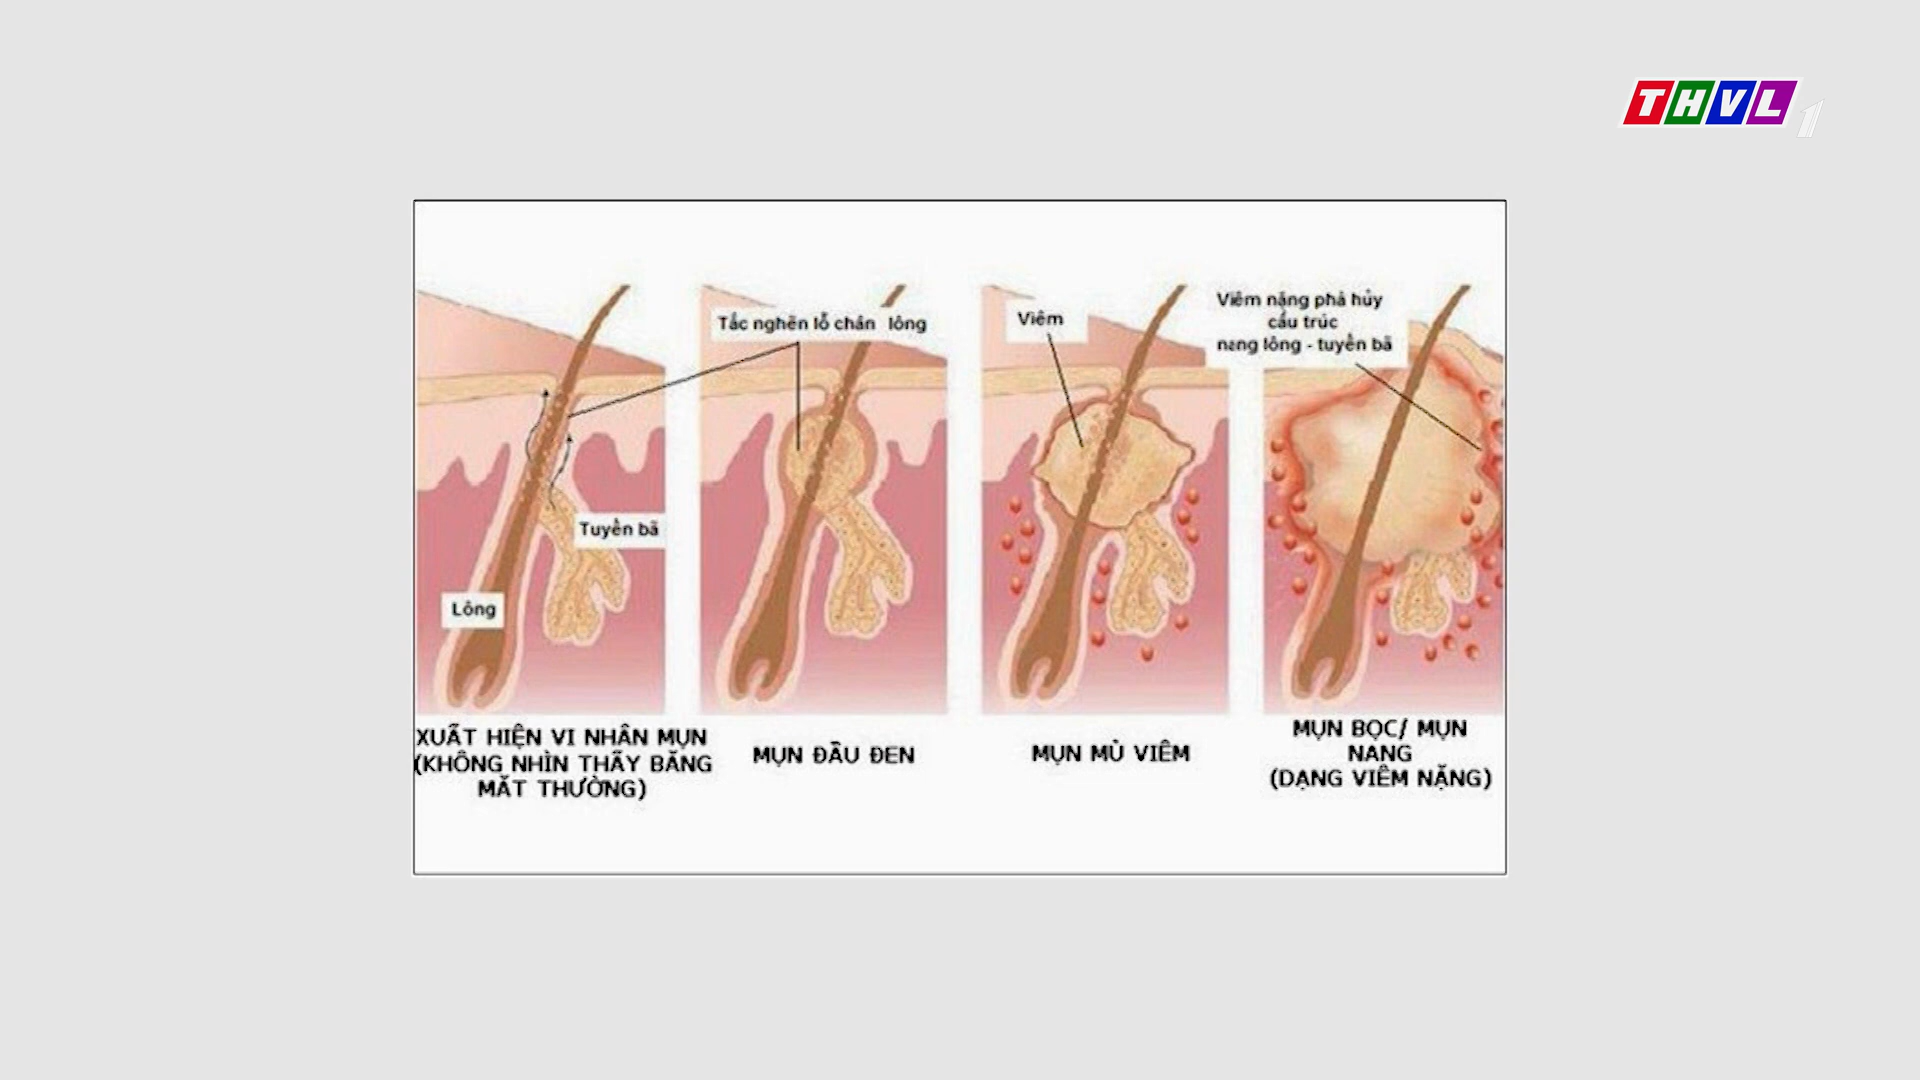 THVL 1
Tắc nghẽn lỗ chân lông
Viêm
Viêm nặng phá hủy
cấu trúc
nang lông - tuyến bã
Tuyến bã
Lông
XUẤT HIỆN VI NHÂN MỤN
(KHÔNG NHÌN THẤY BẰNG
MẮT THƯỜNG)
MỤN ĐẦU ĐEN
MỤN MỦ VIÊM
MỤN BỌC/ MỤN
NANG
(DẠNG VIÊM NẶNG)